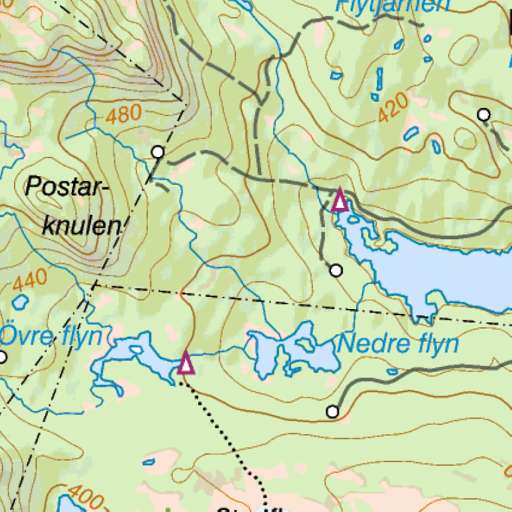 Flytjärnen
480
420
Postar-
knulen
440
Övre flyn
Nedre flyn
400